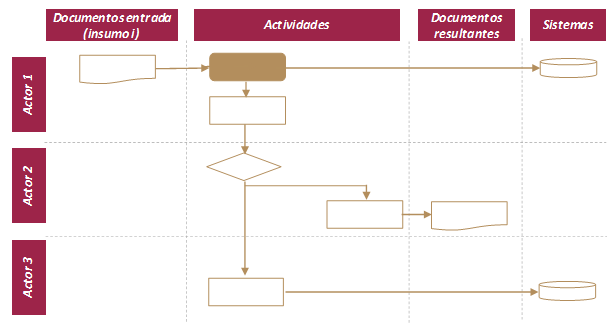 Documentos entrada
(insumo i)
Actividades
Documentos
resultantes
Sistemas
Actor 1
Actor 2
Actor 3